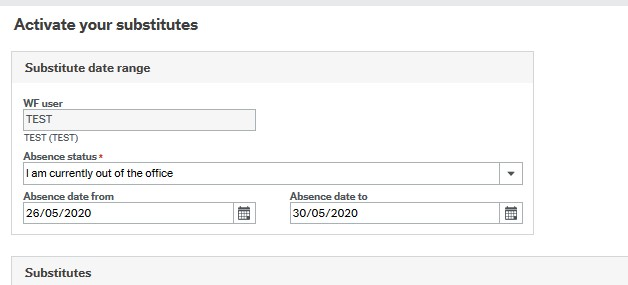 Activate your substitutes
Substitute date range
WF user
TEST
TEST (TEST)
Absence status *
I am currently out of the office
Absence date from Absence date to
26/05/2020 30/05/2020
Substitutes